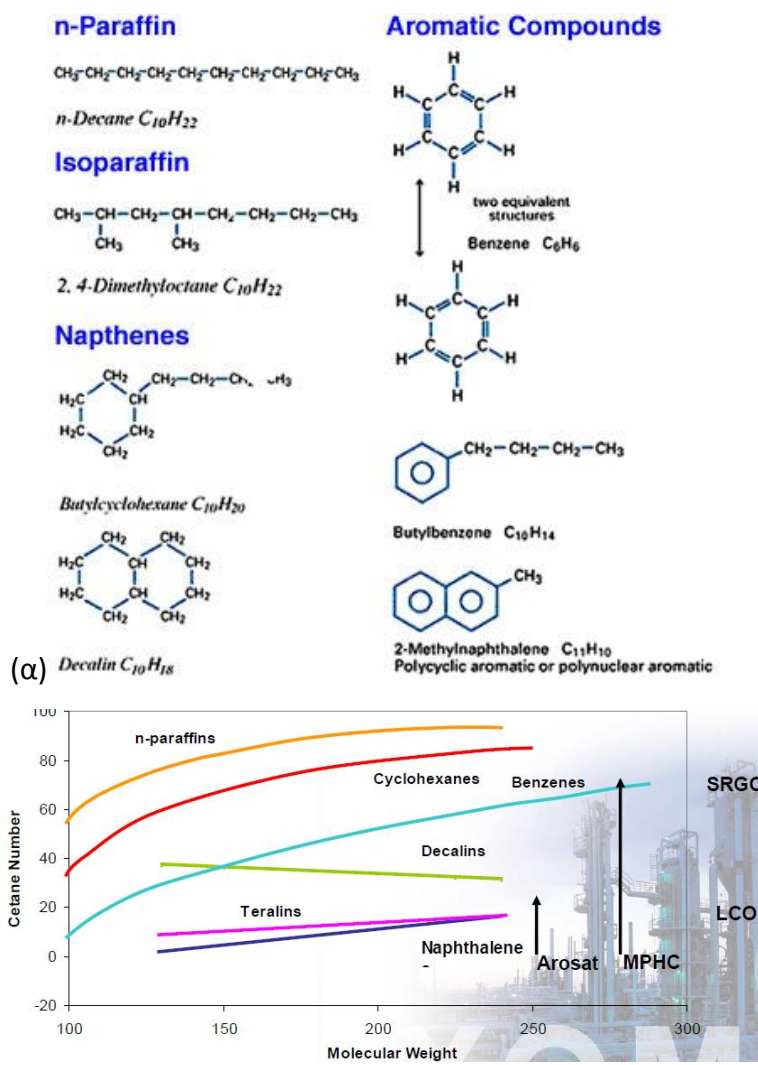 n-Paraffin
CH3-CH2-CH2-CH2-CH2-CH2-CH2-CH2-CH2-CH3
n-Decane C10H22
Isoparaffin
CH3-CH-CH2-CH-CH2-CH2-CH2-CH3
CH3 CH3
2, 4-Dimethyloctane C10H22
Napthenes
CH2 CH2-CH2-
H2C CH
H2C CH2
CH2
Butylcyclohexane C10H20
CH2 CH2
H2C CH CH2
H2C CH CH2
CH2 CH2
Decalin C10H18
(α)
Aromatic Compounds
H
H C H
C C
C C
H C H
H
two equivalent
structures
Benzene C6H6
H
H C H
C C
C C
H C H
H
CH2-CH2-CH2-CH3
Butylbenzene C10H14
CH3
2-Methylnaphthalene C11H10
Polycyclic aromatic or polynuclear aromatic
100
80
60
40
20
0
-20
Cetane Number
n-paraffins
Cyclohexanes
Benzenes
SRGO
Decalins
Teralins
LCO
Naphthalene
-
Arosat
MPHC
100 150 200 250 300
Molecular Weight